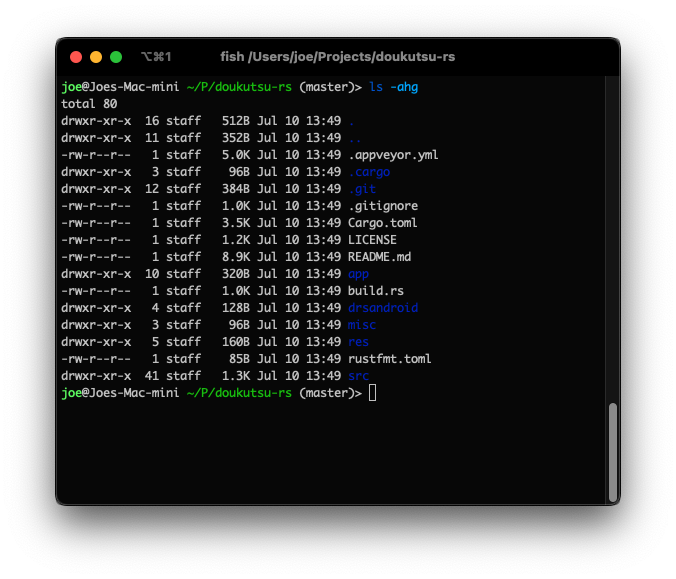 ⌥⌘1 fish /Users/joe/Projects/doukutsu-rs
joe@Joes-Mac-mini ~/P/doukutsu-rs (master)> ls -ahg
total 80
drwxr-xr-x  16 staff   512B Jul 10 13:49 .
drwxr-xr-x  11 staff   352B Jul 10 13:49 ..
-rw-r--r--   1 staff   5.0K Jul 10 13:49 .appveyor.yml
drwxr-xr-x   3 staff    96B Jul 10 13:49 .cargo
drwxr-xr-x  12 staff   384B Jul 10 13:49 .git
-rw-r--r--   1 staff   1.0K Jul 10 13:49 .gitignore
-rw-r--r--   1 staff   3.5K Jul 10 13:49 Cargo.toml
-rw-r--r--   1 staff   1.2K Jul 10 13:49 LICENSE
-rw-r--r--   1 staff   8.9K Jul 10 13:49 README.md
drwxr-xr-x  10 staff   320B Jul 10 13:49 app
-rw-r--r--   1 staff   1.0K Jul 10 13:49 build.rs
drwxr-xr-x   4 staff   128B Jul 10 13:49 drsandroid
drwxr-xr-x   3 staff    96B Jul 10 13:49 misc
drwxr-xr-x   5 staff   160B Jul 10 13:49 res
-rw-r--r--   1 staff    85B Jul 10 13:49 rustfmt.toml
drwxr-xr-x  41 staff   1.3K Jul 10 13:49 src
joe@Joes-Mac-mini ~/P/doukutsu-rs (master)>